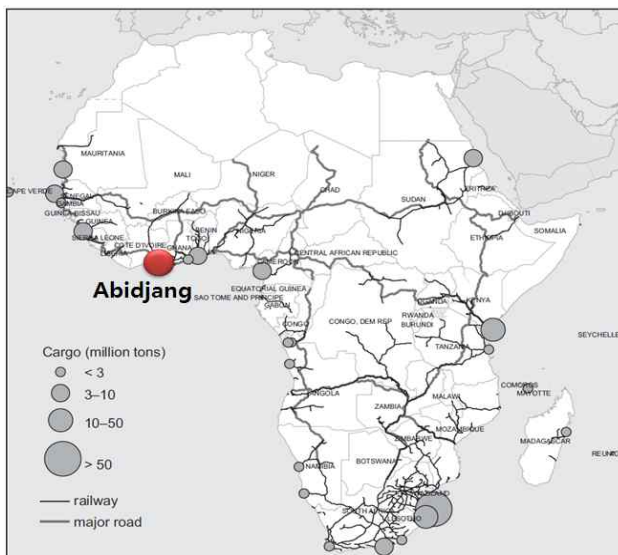 MAURITANIA
MALI
NIGER
CHAD
SUDAN
ERITREA
CAPE VERDE
SENEGAL
GAMBIA
GUINEA-BISSAU
GUINEA
BURKINA FASO
BENIN
TOGO
NIGERIA
DJIBOUTI
SOMALIA
ETHIOPIA
SIERRA LEONE
COTE D'IVOIRE
GHANA
LIBERIA
CENTRAL AFRICAN REPUBLIC
CAMEROON
Abidjang
EQUATORIAL GUINEA
SAO TOME AND PRINCIPE
GABON
CONGO
CONGO, DEM REP
UGANDA
KENYA
RWANDA
BURUNDI
TANZANIA
SEYCHELLE
Cargo (million tons)
< 3
3–10
10–50
> 50
railway
major road
ANGOLA
ZAMBIA
MALAWI
COMOROS
MAYOTTE
MOZAMBIQUE
ZIMBABWE
MADAGASCAR
REUNI
NAMIBIA
BOTSWANA
SOUTH AFRICA
LESOTHO